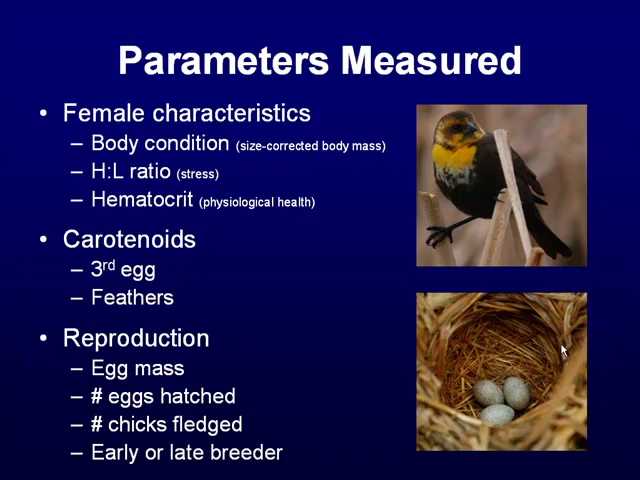 Parameters Measured
• Female characteristics
– Body condition (size-corrected body mass)
– H:L ratio (stress)
– Hematocrit (physiological health)
• Carotenoids
– 3rd egg
– Feathers
• Reproduction
– Egg mass
– # eggs hatched
– # chicks fledged
– Early or late breeder